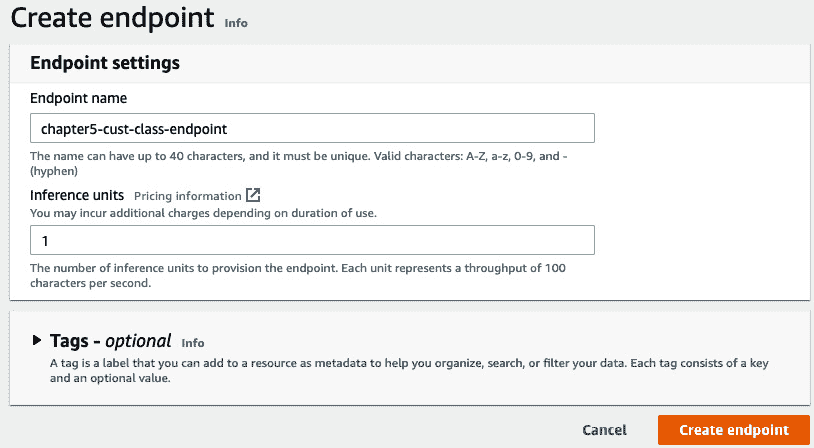 Create endpoint Info
Endpoint settings
Endpoint name
chapter5-cust-class-endpoint
The name can have up to 40 characters, and it must be unique. Valid characters: A-Z, a-z, 0-9, and -
(hyphen)
Inference units Pricing information
You may incur additional charges depending on duration of use.
1
The number of inference units to provision the endpoint. Each unit represents a throughput of 100
characters per second.
Tags - optional Info
A tag is a label that you can add to a resource as metadata to help you organize, search, or filter your data. Each tag consists of a key
and an optional value.
Cancel Create endpoint